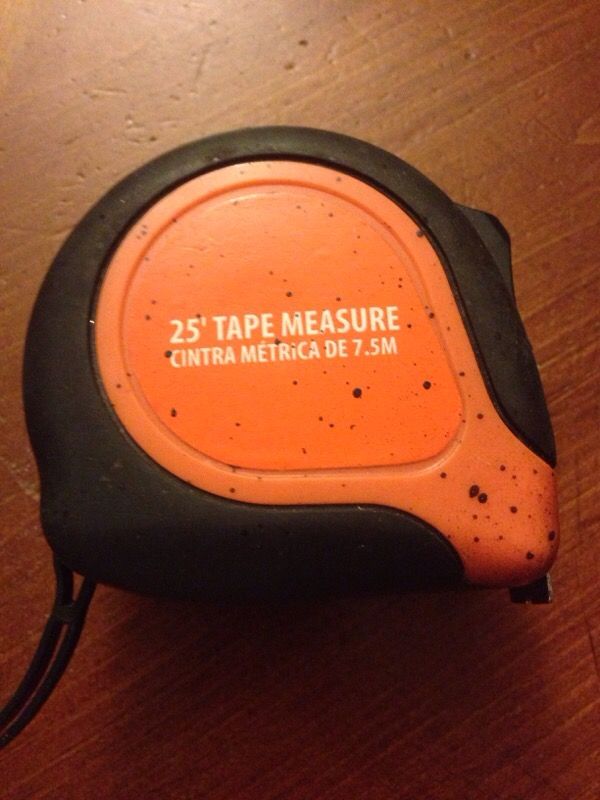 25' TAPE MEASURE
CINTRA MÉTRICA DE 7.5M